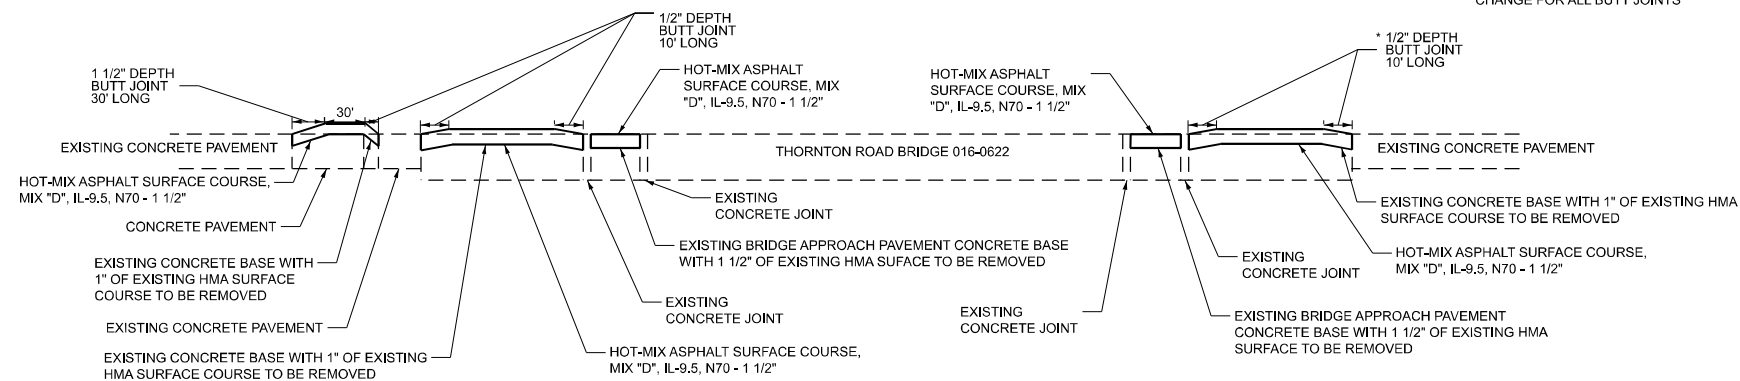 CHANGE FOR ALL BUTT JOINTS
1/2" DEPTH
BUTT JOINT
10' LONG
* 1/2" DEPTH
BUTT JOINT
10' LONG
1 1/2" DEPTH
BUTT JOINT
30' LONG
HOT-MIX ASPHALT
SURFACE COURSE, MIX
"D", IL-9.5, N70 - 1 1/2"
HOT-MIX ASPHALT
SURFACE COURSE, MIX
"D", IL-9.5, N70 - 1 1/2"
30'
EXISTING CONCRETE PAVEMENT
THORNTON ROAD BRIDGE 016-0622
EXISTING CONCRETE PAVEMENT
HOT-MIX ASPHALT SURFACE COURSE,
MIX "D", IL-9.5, N70 - 1 1/2"
CONCRETE PAVEMENT
EXISTING CONCRETE BASE WITH
1" OF EXISTING HMA SURFACE
COURSE TO BE REMOVED
EXISTING CONCRETE PAVEMENT
EXISTING CONCRETE BASE WITH 1" OF EXISTING
HMA SURFACE COURSE TO BE REMOVED
EXISTING
CONCRETE JOINT
EXISTING BRIDGE APPROACH PAVEMENT CONCRETE BASE
WITH 1 1/2" OF EXISTING HMA SUFACE TO BE REMOVED
EXISTING
CONCRETE JOINT
HOT-MIX ASPHALT SURFACE COURSE,
MIX "D", IL-9.5, N70 - 1 1/2"
EXISTING
CONCRETE JOINT
EXISTING CONCRETE BASE WITH 1" OF EXISTING HMA
SURFACE COURSE TO BE REMOVED
HOT-MIX ASPHALT SURFACE COURSE,
MIX "D", IL-9.5, N70 - 1 1/2"
EXISTING
CONCRETE JOINT
EXISTING BRIDGE APPROACH PAVEMENT
CONCRETE BASE WITH 1 1/2" OF EXISTING HMA
SURFACE TO BE REMOVED